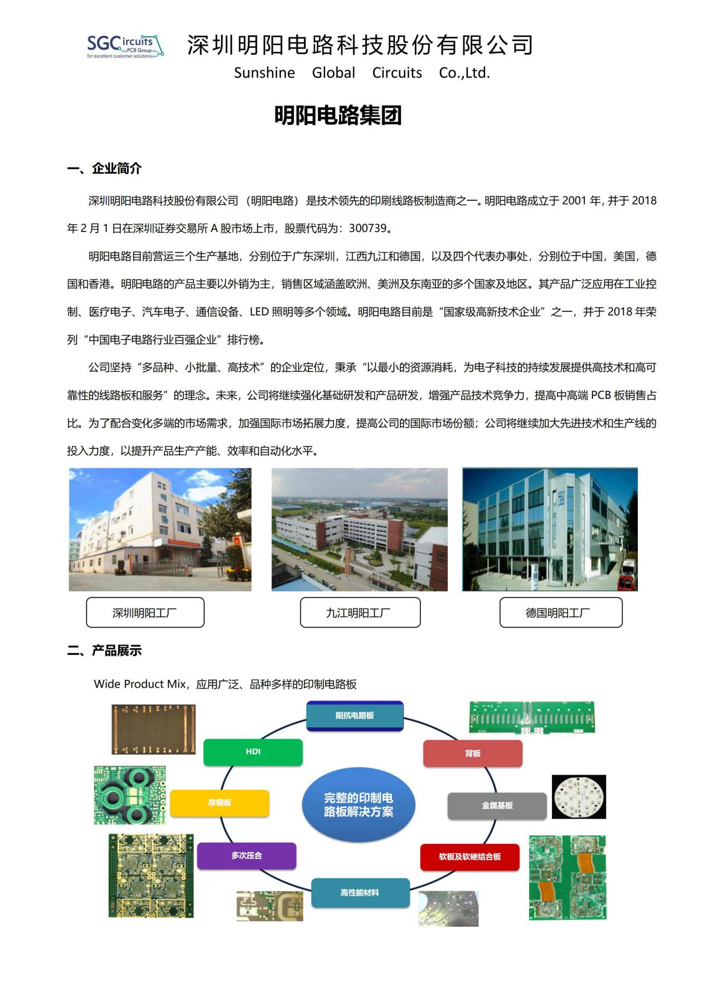 SGCircuits
PCB Group
for excellent customer solutions
深圳明阳电路科技股份有限公司
Sunshine Global Circuits Co.,Ltd.
明阳电路集团
一、企业简介
深圳明阳电路科技股份有限公司（明阳电路）是技术领先的印刷线路板制造商之一。明阳电路成立于 2001 年，并于 2018
年 2 月 1 日在深圳证券交易所 A 股市场上市，股票代码为：300739。
明阳电路目前营运三个生产基地，分别位于广东深圳，江西九江和德国，以及四个代表办事处，分别位于中国，美国，德
国和香港。明阳电路的产品主要以外销为主，销售区域涵盖欧洲、美洲及东南亚的多个国家及地区。其产品广泛应用在工业控
制、医疗电子、汽车电子、通信设备、LED 照明等多个领域。明阳电路目前是“国家级高新技术企业”之一，并于 2018 年荣
列“中国电子电路行业百强企业”排行榜。
公司坚持“多品种、小批量、高技术”的企业定位，秉承“以最小的资源消耗，为电子科技的持续发展提供高技术和高可
靠性的线路板和服务”的理念。未来，公司将继续强化基础研发和产品研发，增强产品技术竞争力，提高中高端 PCB 板销售占
比。为了配合变化多端的市场需求，加强国际市场拓展力度，提高公司的国际市场份额；公司将继续加大先进技术和生产线的
投入力度，以提升产品生产产能、效率和自动化水平。
深圳明阳工厂
九江明阳工厂
德国明阳工厂
二、产品展示
Wide Product Mix，应用广泛、品种多样的印制电路板
阻抗电路板
HDI
背板
厚铜板
完整的印制电
路板解决方案
金属基板
多次压合
软板及软硬结合板
高性能材料